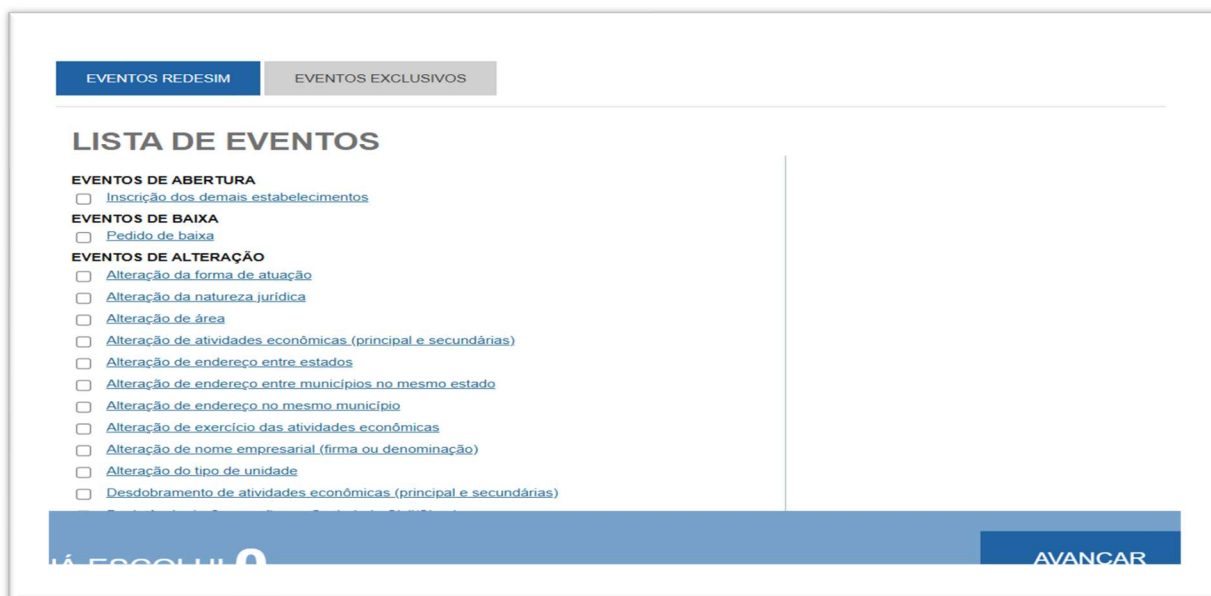 EVENTOS REDESIM EVENTOS EXCLUSIVOS
LISTA DE EVENTOS
EVENTOS DE ABERTURA
Inscrição dos demais estabelecimentos
EVENTOS DE BAIXA
Pedido de baixa
EVENTOS DE ALTERAÇÃO
Alteração da forma de atuação
Alteração da natureza jurídica
Alteração de área
Alteração de atividades econômicas (principal e secundárias)
Alteração de endereço entre estados
Alteração de endereço entre municípios no mesmo estado
Alteração de endereço no mesmo município
Alteração de exercício das atividades econômicas
Alteração de nome empresarial (firma ou denominação)
Alteração do tipo de unidade
Desdobramento de atividades econômicas (principal e secundárias)
AVANÇAR